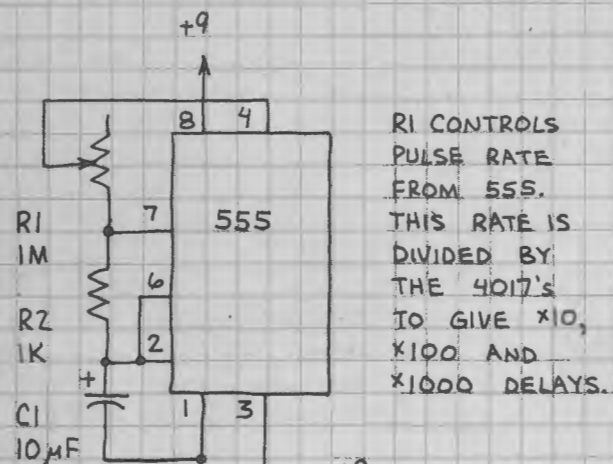 +9
8 4
R1 CONTROLS
PULSE RATE
FROM 555.
THIS RATE IS
DIVIDED BY
THE 4017's
TO GIVE ×10,
×100 AND
×1000 DELAYS.
7
555
R1
1M
6
R2
1K
2
+
1 3
C1
10µF